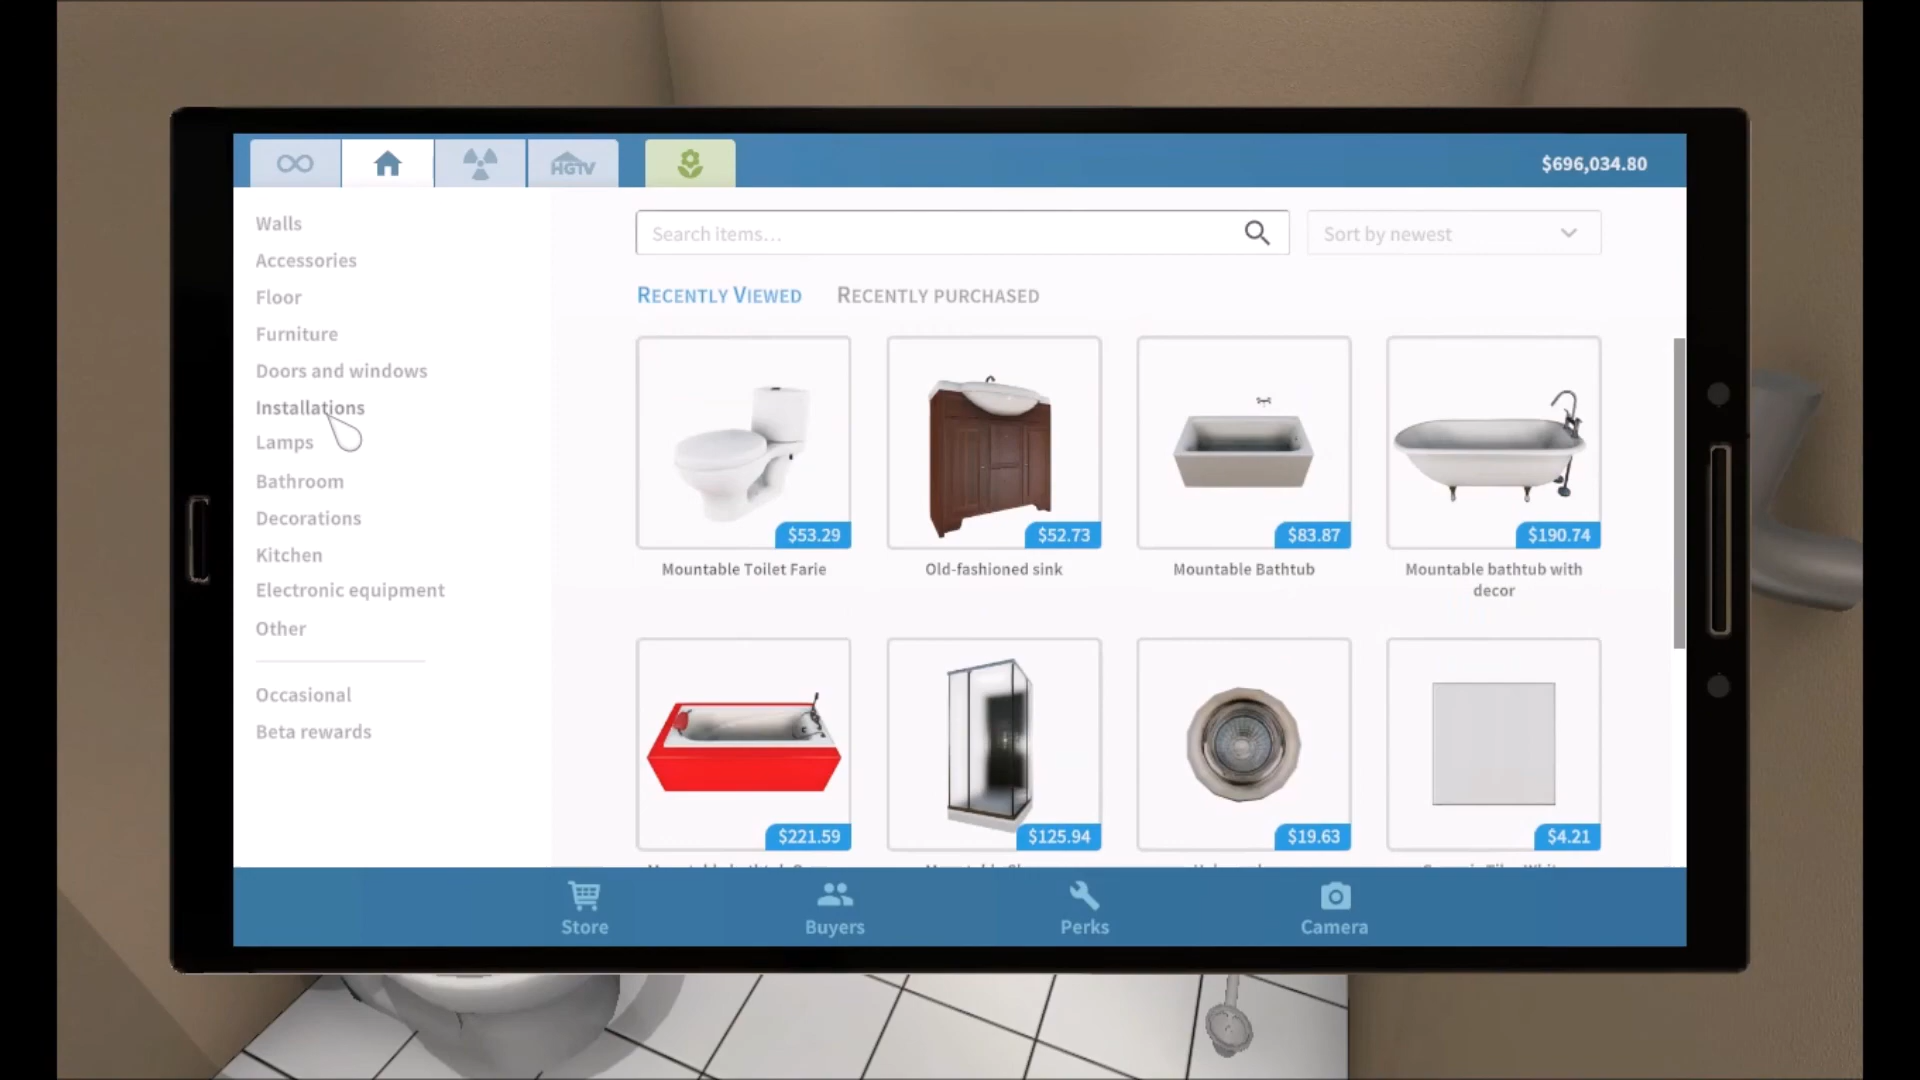 HGTV
$696,034.80
Walls
Accessories
Floor
Furniture
Doors and windows
Installations
Lamps
Bathroom
Decorations
Kitchen
Electronic equipment
Other
Occasional
Beta rewards
Search items...
Sort by newest
RECENTLY VIEWED
RECENTLY PURCHASED
$53.29
$52.73
$83.87
$190.74
Mountable Toilet Farie
Old-fashioned sink
Mountable Bathtub
Mountable bathtub with
decor
$221.59
$125.94
$19.63
$4.21
Store
Buyers
Perks
Camera